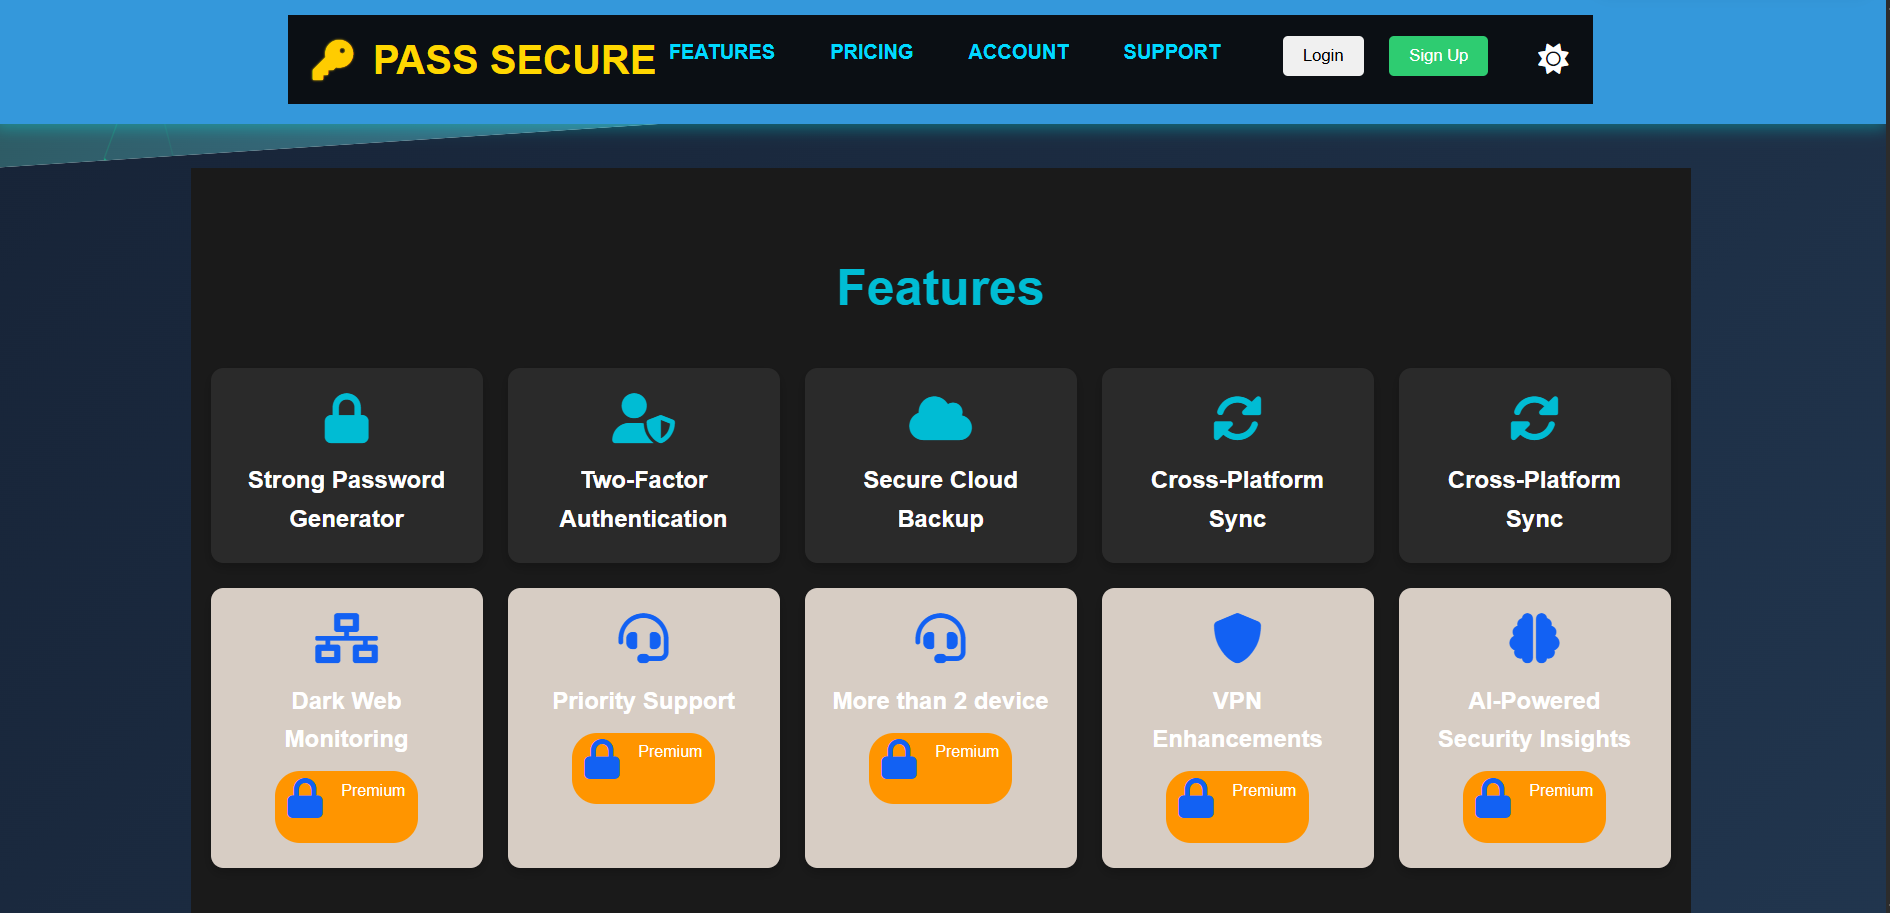 PASS SECURE FEATURES PRICING ACCOUNT SUPPORT Login Sign Up
Features
Strong Password
Generator
Two-Factor
Authentication
Secure Cloud
Backup
Cross-Platform
Sync
Cross-Platform
Sync
Dark Web
Monitoring
Premium
Priority Support
Premium
More than 2 device
Premium
VPN
Enhancements
Premium
AI-Powered
Security Insights
Premium